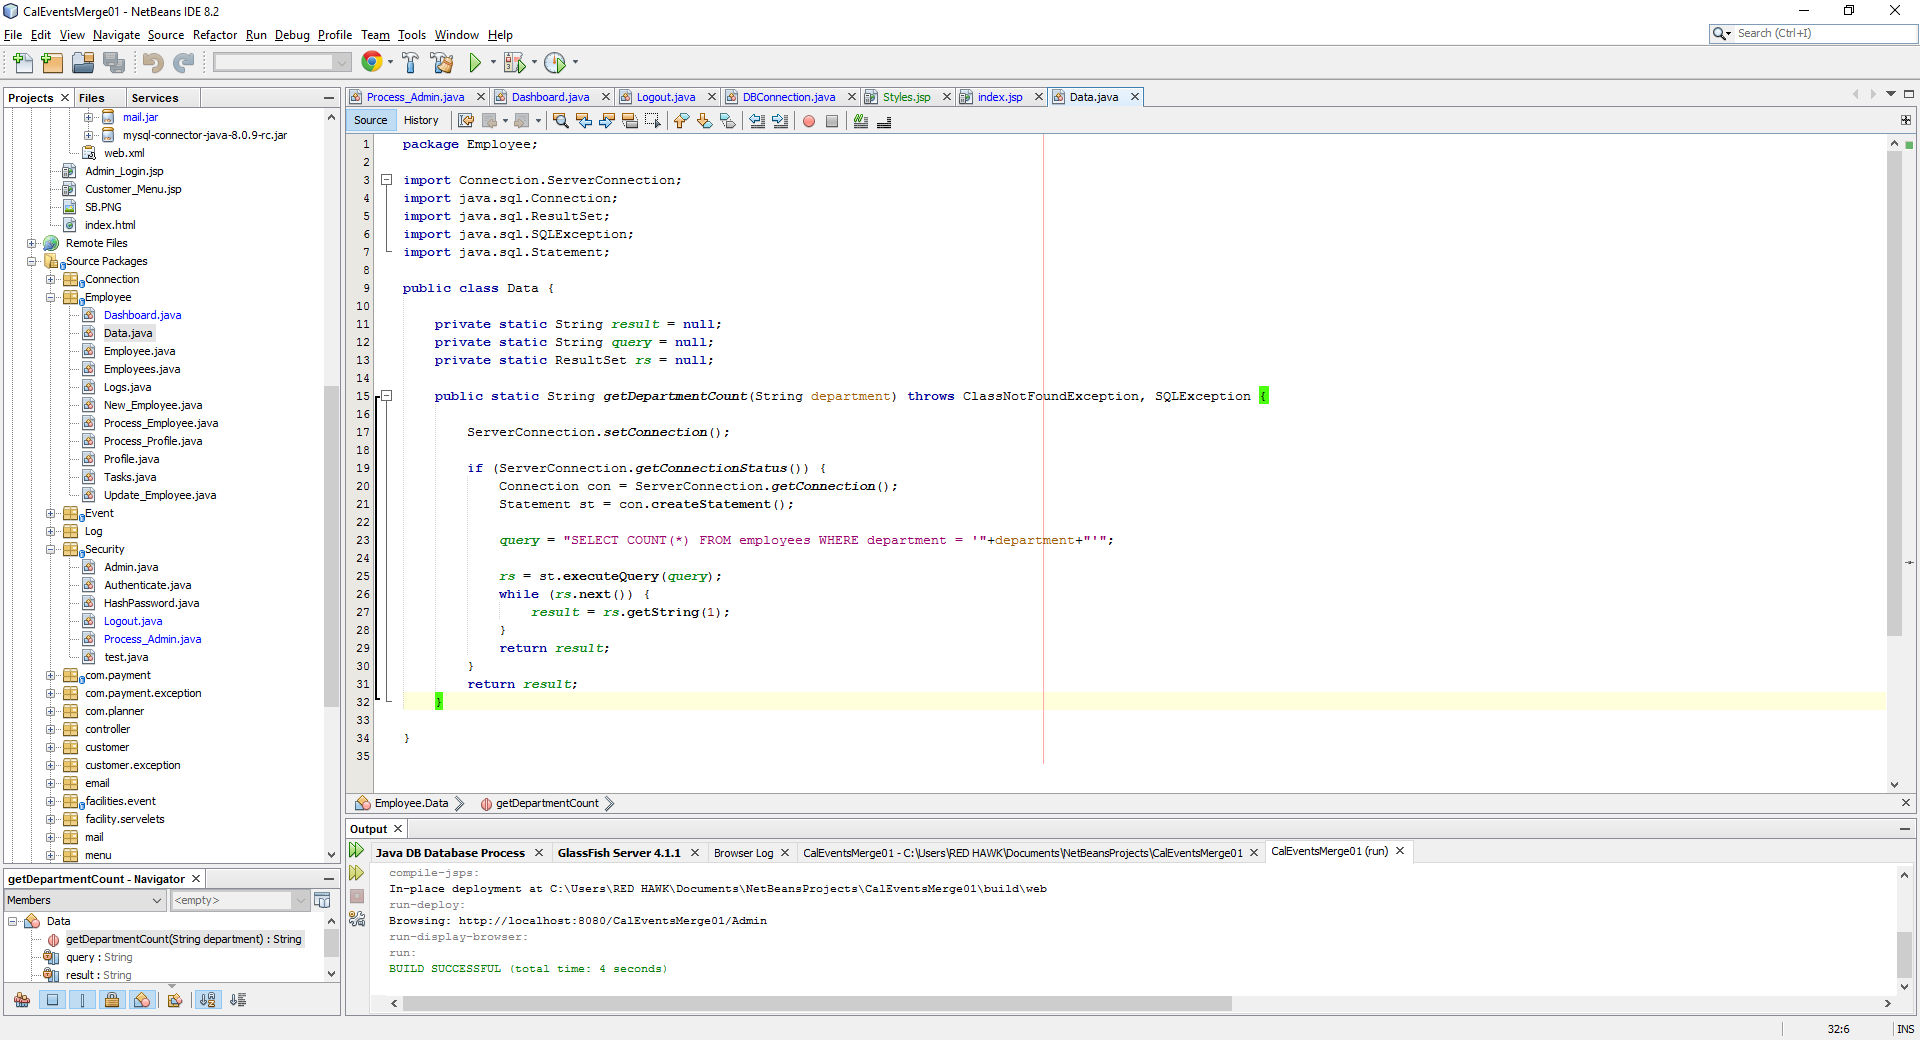 CalEventsMerge01 - NetBeans IDE 8.2
File Edit View Navigate Source Refactor Run Debug Profile Team Tools Window Help
Search (Ctrl+I)
Projects Files Services
mail.jar
mysql-connector-java-8.0.9-rc.jar
web.xml
Admin_Login.jsp
Customer_Menu.jsp
SB.PNG
index.html
Remote Files
Source Packages
Connection
Employee
Dashboard.java
Data.java
Employee.java
Employees.java
Logs.java
New_Employee.java
Process_Employee.java
Process_Profile.java
Profile.java
Tasks.java
Update_Employee.java
Event
Log
Security
Admin.java
Authenticate.java
HashPassword.java
Logout.java
Process_Admin.java
test.java
com.payment
com.payment.exception
com.planner
controller
customer
customer.exception
email
facilities.event
facility.servelets
mail
menu
getDepartmentCount - Navigator
Members <empty>
Data
getDepartmentCount(String department) : String
query : String
result : String
Process_Admin.java Dashboard.java Logout.java DBConnection.java Styles.jsp index.jsp Data.java
Source History
1 package Employee;
2
3 import Connection.ServerConnection;
4 import java.sql.Connection;
5 import java.sql.ResultSet;
6 import java.sql.SQLException;
7 import java.sql.Statement;
8
9 public class Data {
10
11 private static String result = null;
12 private static String query = null;
13 private static ResultSet rs = null;
14
15 public static String getDepartmentCount(String department) throws ClassNotFoundException, SQLException {
16
17 ServerConnection.setConnection();
18
19 if (ServerConnection.getConnectionStatus()) {
20 Connection con = ServerConnection.getConnection();
21 Statement st = con.createStatement();
22
23 query = "SELECT COUNT(*) FROM employees WHERE department = '"+department+"'";
24
25 rs = st.executeQuery(query);
26 while (rs.next()) {
27 result = rs.getString(1);
28 }
29 return result;
30 }
31 return result;
32 }
33
34 }
35
Employee.Data getDepartmentCount
Output
Java DB Database Process GlassFish Server 4.1.1 Browser Log CalEventsMerge01 - C:\Users\RED HAWK\Documents\NetBeansProjects\CalEventsMerge01 CalEventsMerge01 (run)
compile-jsps:
In-place deployment at C:\Users\RED HAWK\Documents\NetBeansProjects\CalEventsMerge01\build\web
run-deploy:
Browsing: http://localhost:8080/CalEventsMerge01/Admin
run-display-browser:
run:
BUILD SUCCESSFUL (total time: 4 seconds)
32:6 INS